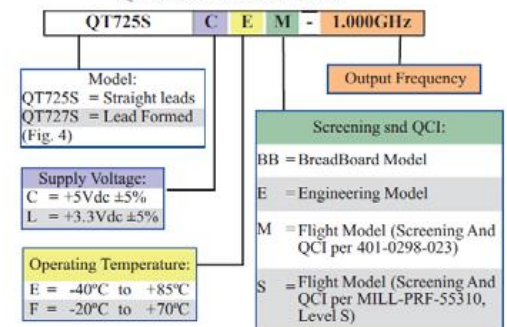 QT725S C E M - 1.000GHz
Model:
QT725S = Straight leads
QT727S = Lead Formed
(Fig. 4)
Output Frequency
Supply Voltage:
C = +5Vdc ±5%
L = +3.3Vdc ±5%
Operating Temperature:
E = -40ºC to +85ºC
F = -20ºC to +70ºC
Screening snd QCI:
BB = BreadBoard Model
E = Engineering Model
M = Flight Model (Screening And
QCI per 401-0298-023)
S = Flight Model (Screening And
QCI per MILL-PRF-55310,
Level S)